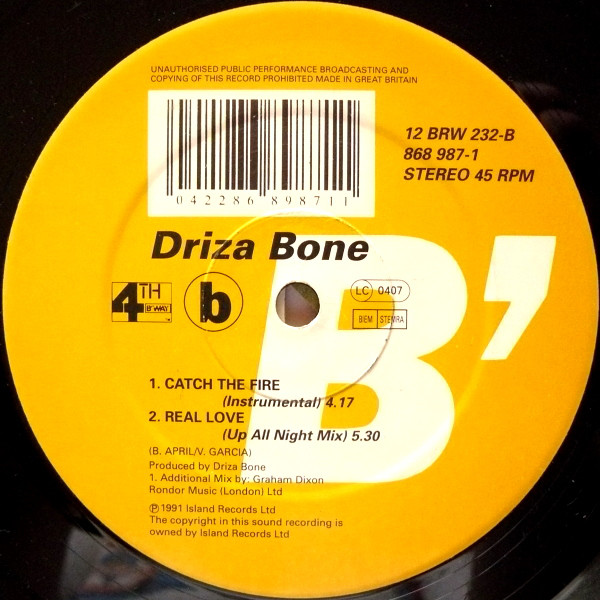 UNAUTHORISED PUBLIC PERFORMANCE BROADCASTING AND
COPYING OF THIS RECORD PROHIBITED MADE IN GREAT BRITAIN
042286898711
12 BRW 232-B
868 987-1
STEREO 45 RPM
Driza Bone
B'
4TH
B'WAY
b
LC 0407
BIEM STEMRA
1. CATCH THE FIRE
(Instrumental) 4.17
2. REAL LOVE
(Up All Night Mix) 5.30
(B. APRIL/V. GARCIA)
Produced by Driza Bone
1. Additional Mix by: Graham Dixon
Rondor Music (London) Ltd
℗1991 Island Records Ltd
The copyright in this sound recording is
owned by Island Records Ltd